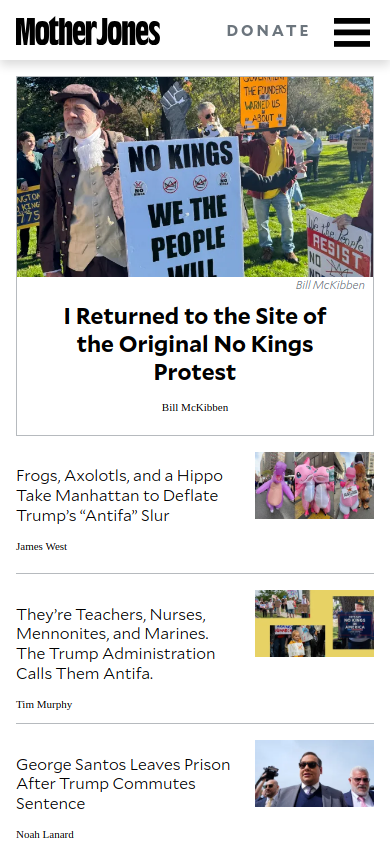 Mother Jones
DONATE
GOVERNMENT
THE FOUNDERS
WARNED US
ABOUT
NO KINGS
WE THE
PEOPLE
WILL
We the People
RESIST
NO
Bill McKibben
I Returned to the Site of
the Original No Kings
Protest
Bill McKibben
Frogs, Axolotls, and a Hippo
Take Manhattan to Deflate
Trump’s “Antifa” Slur
James West
They’re Teachers, Nurses,
Mennonites, and Marines.
The Trump Administration
Calls Them Antifa.
Tim Murphy
George Santos Leaves Prison
After Trump Commutes
Sentence
Noah Lanard